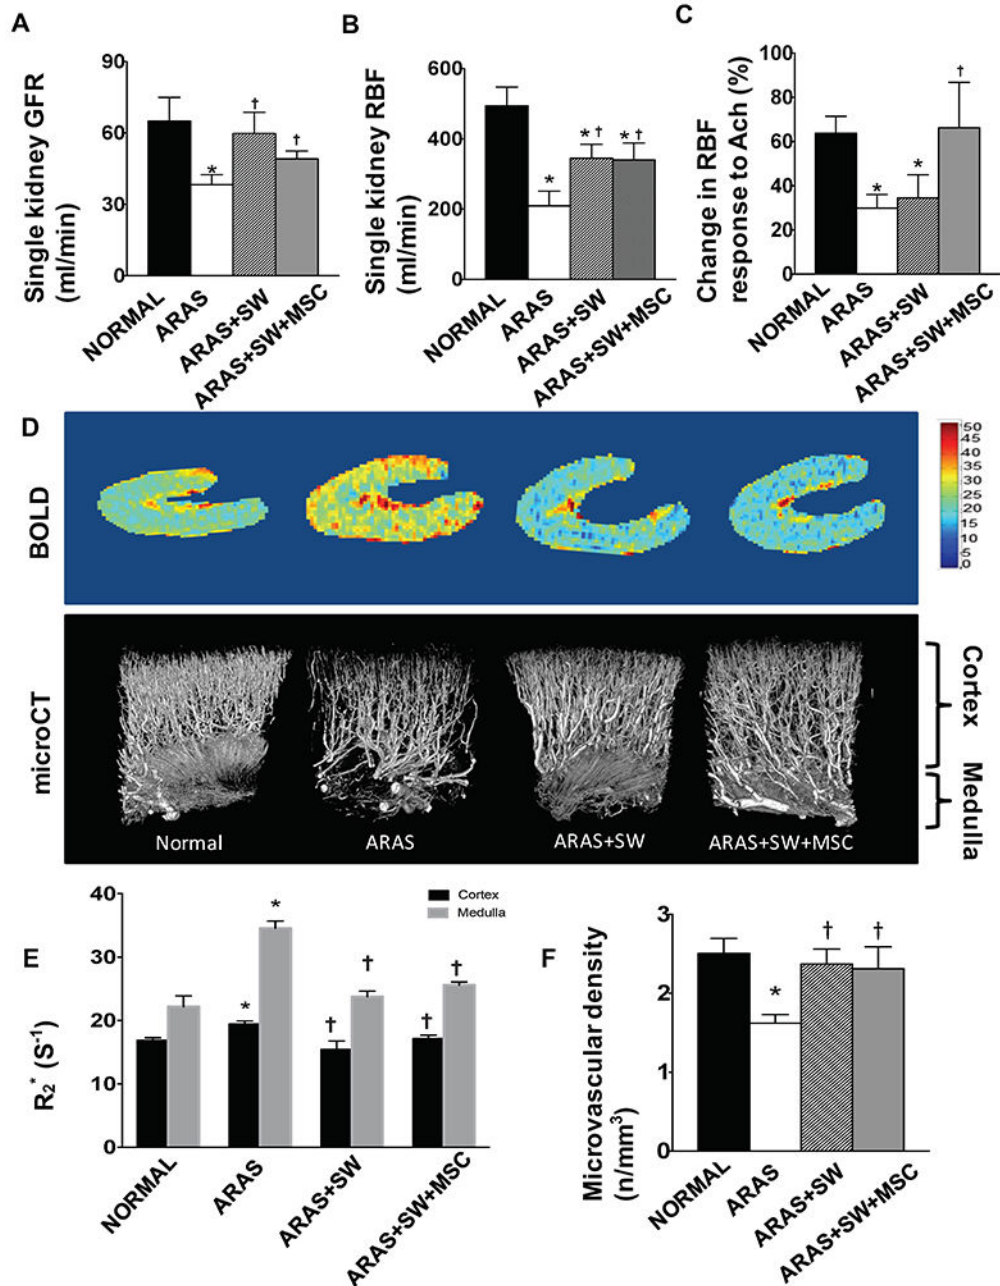 A
Single kidney GFR
(ml/min)
90
60
30
0
*
†
†
NORMAL
ARAS
ARAS+SW
ARAS+SW+MSC
B
Single kidney RBF
(ml/min)
600
400
200
0
*
* †
* †
NORMAL
ARAS
ARAS+SW
ARAS+SW+MSC
C
Change in RBF
response to Ach (%)
100
80
60
40
20
0
*
*
†
NORMAL
ARAS
ARAS+SW
ARAS+SW+MSC
D
BOLD
50
45
40
35
30
25
20
15
10
5
0
microCT
Normal
ARAS
ARAS+SW
ARAS+SW+MSC
Cortex
Medulla
E
R₂* (S⁻¹)
40
30
20
10
0
Cortex
Medulla
*
*
†
†
†
†
NORMAL
ARAS
ARAS+SW
ARAS+SW+MSC
F
Microvascular density
(n/mm³)
3
2
1
0
*
†
†
NORMAL
ARAS
ARAS+SW
ARAS+SW+MSC